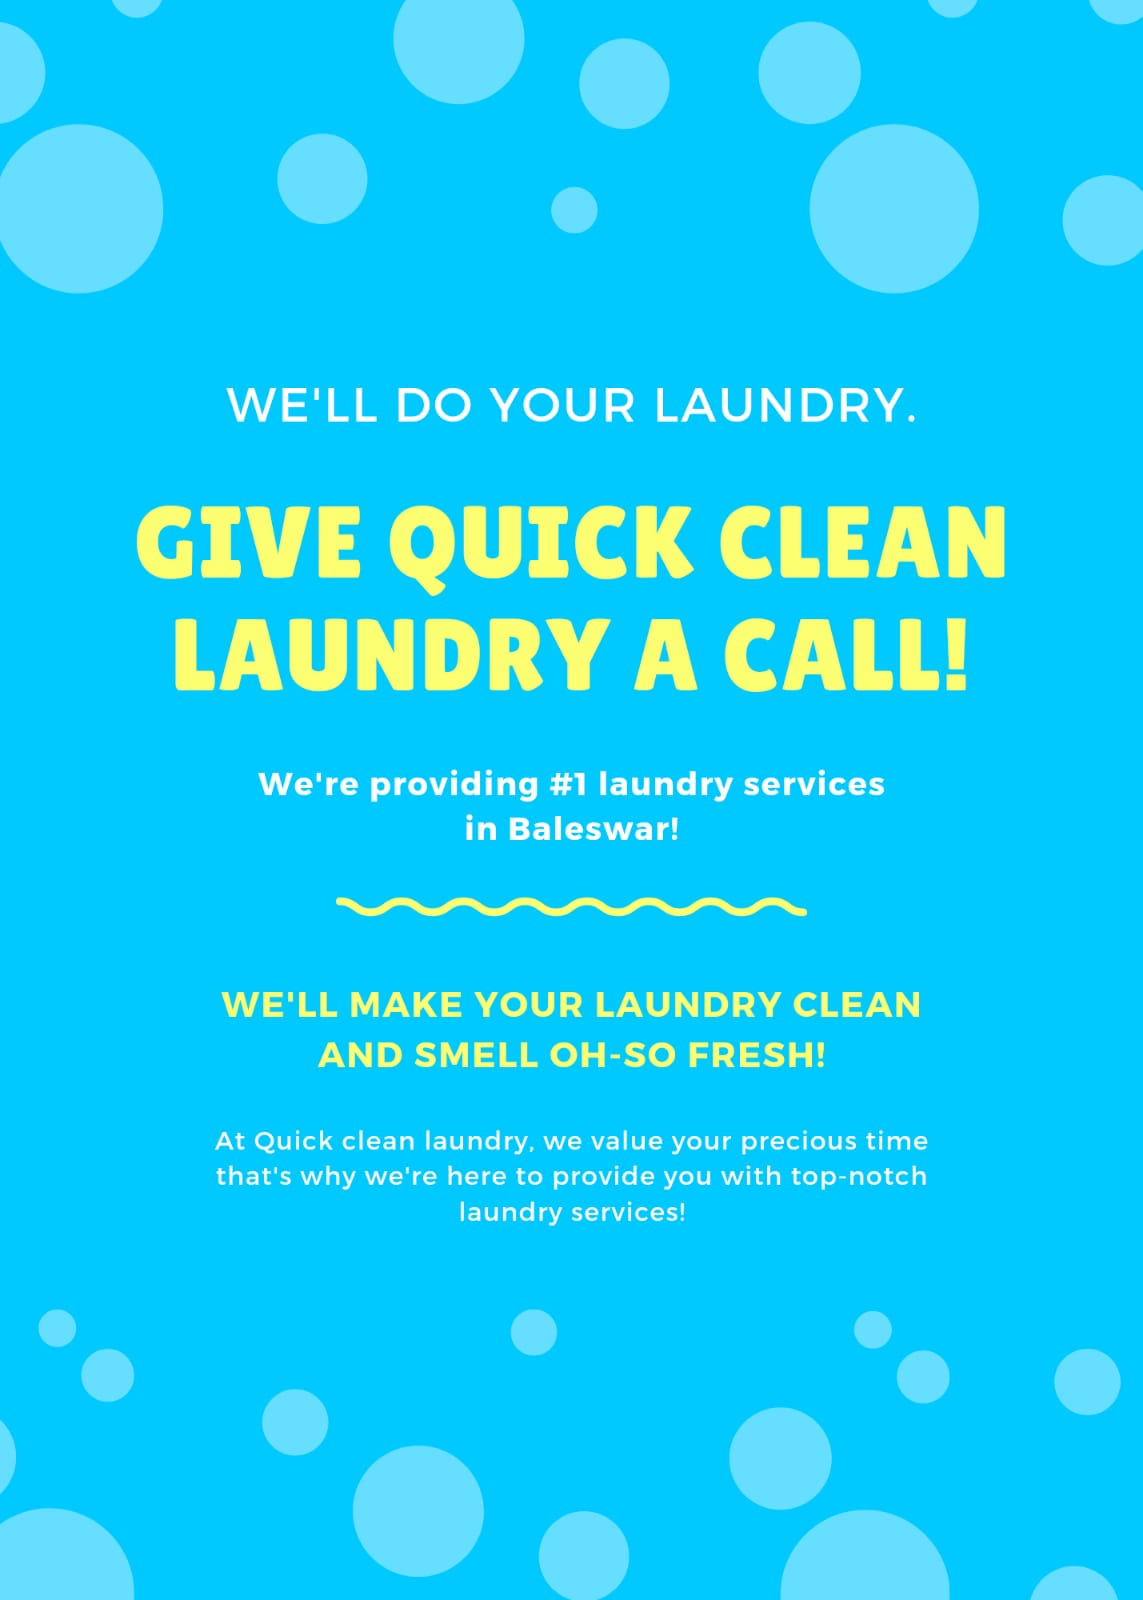 WE'LL DO YOUR LAUNDRY.
GIVE QUICK CLEAN
LAUNDRY A CALL!
We're providing #1 laundry services
in Baleswar!
WE'LL MAKE YOUR LAUNDRY CLEAN
AND SMELL OH-SO FRESH!
At Quick clean laundry, we value your precious time
that's why we're here to provide you with top-notch
laundry services!